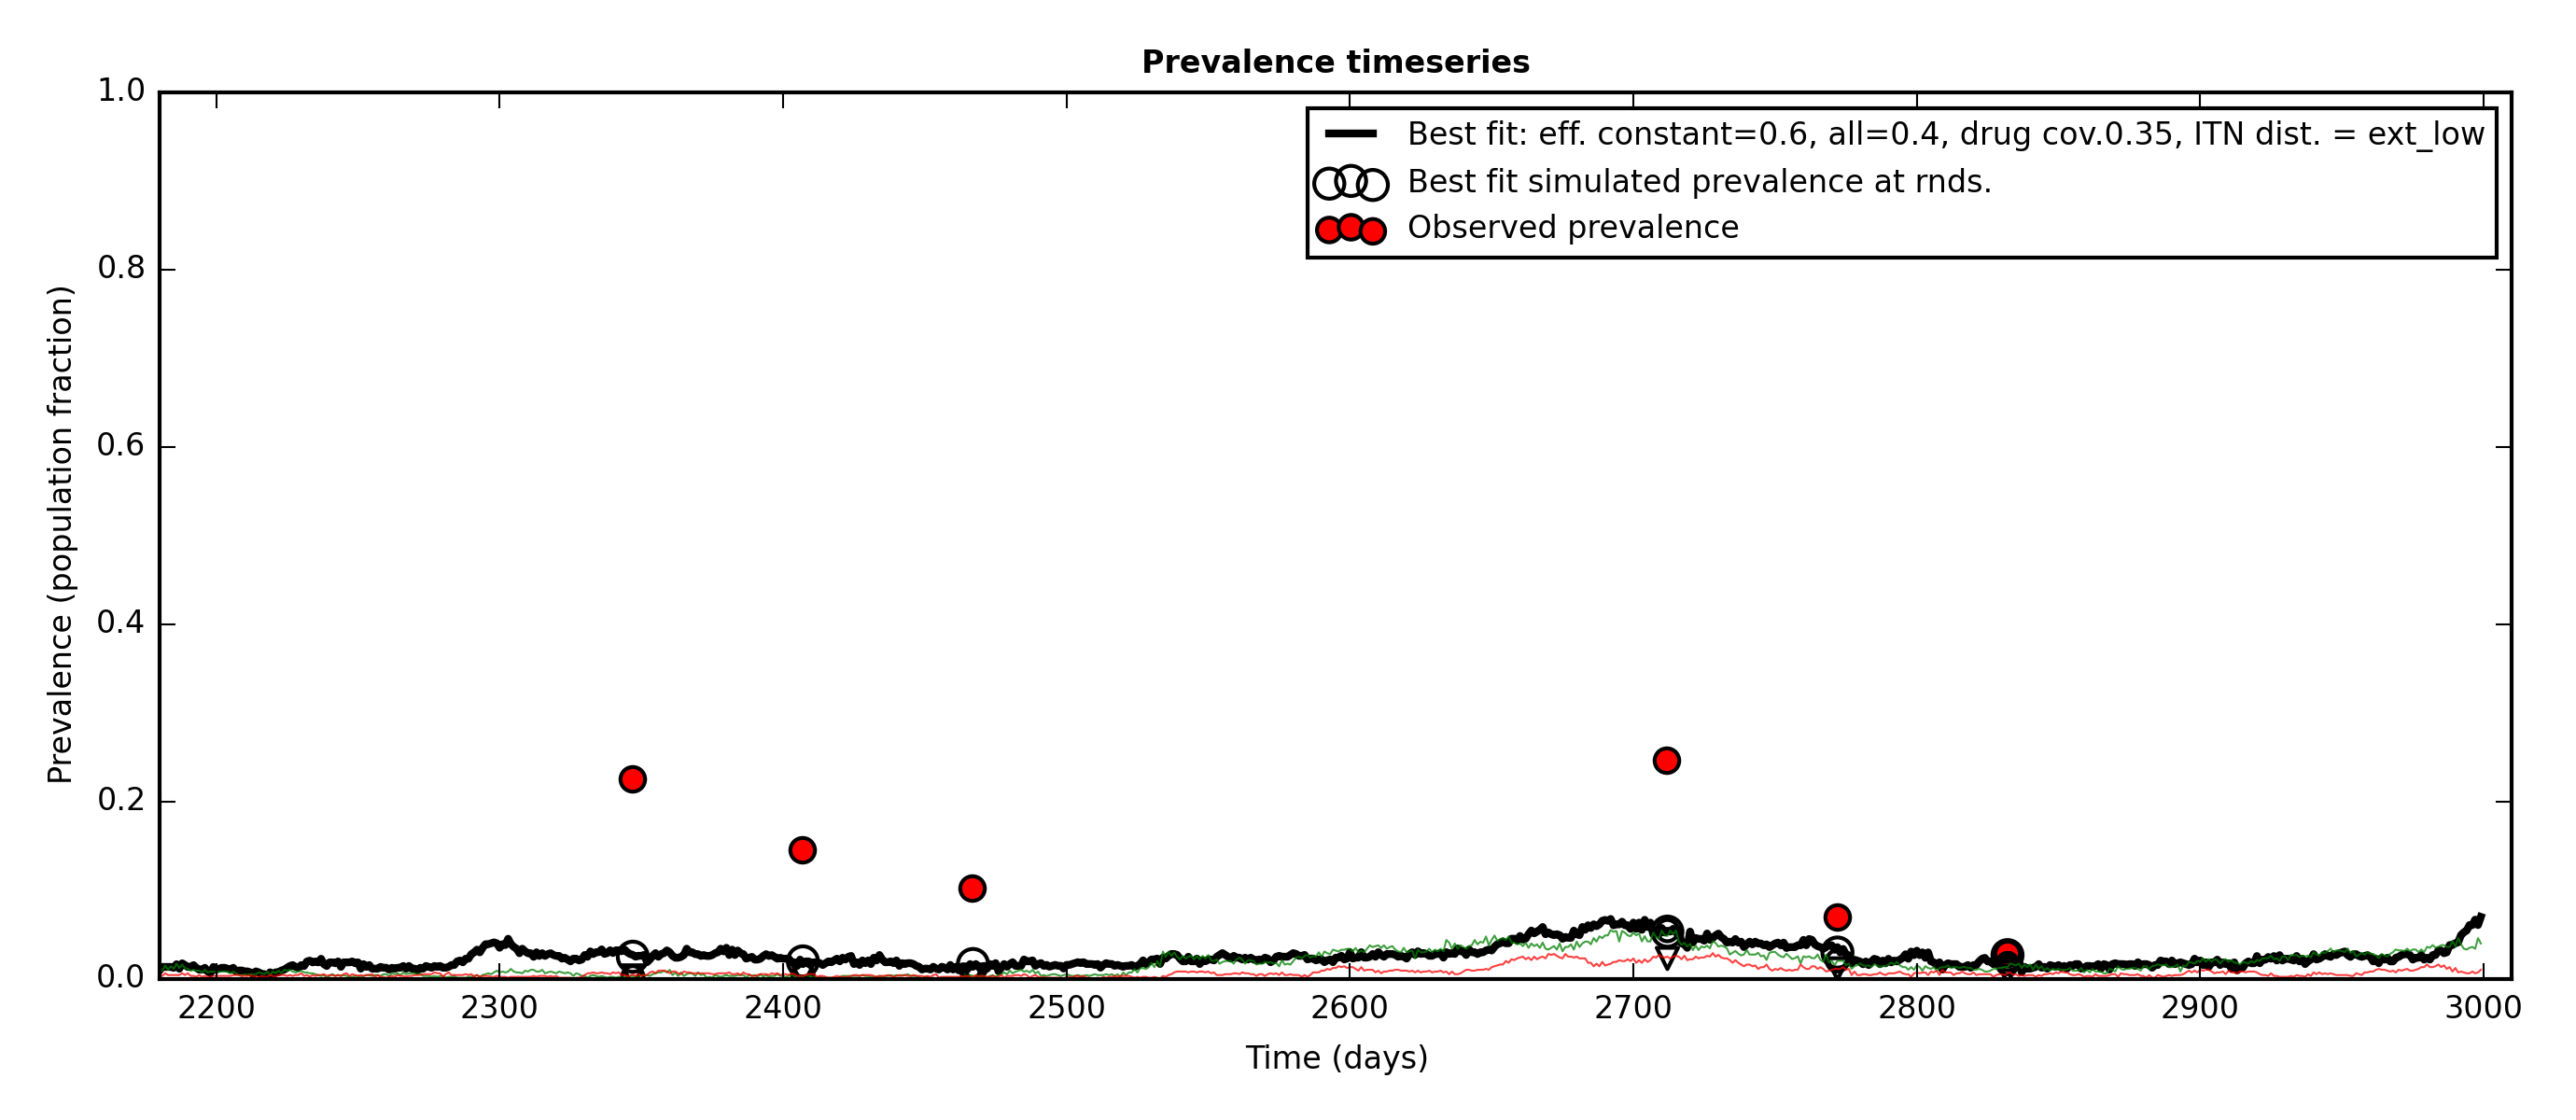 Prevalence timeseries
1.0
0.8
0.6
0.4
0.2
0.0
Prevalence (population fraction)
Best fit: eff. constant=0.6, all=0.4, drug cov.0.35, ITN dist. = ext_low
Best fit simulated prevalence at rnds.
Observed prevalence
2200 2300 2400 2500 2600 2700 2800 2900 3000
Time (days)